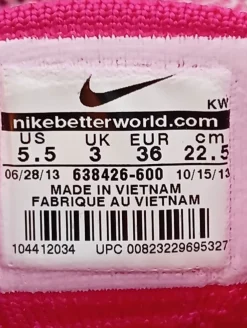 KW
nikebetterworld.com
US UK EUR cm
5.5 3 36 22.5
06/28/13 638426-600 10/15/13
MADE IN VIETNAM
FABRIQUE AU VIETNAM
104412034 UPC 00823229695327